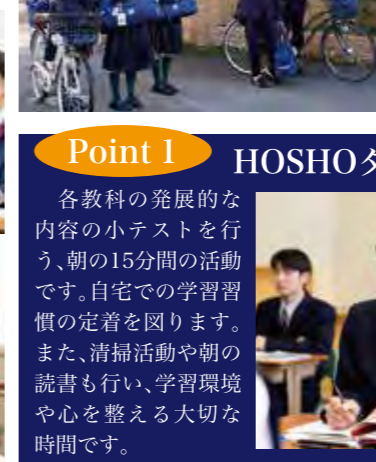 Point 1
HOSHO
各教科の発展的な
内容の小テストを行
う、朝の15分間の活動
です。自宅での学習習
慣の定着を図ります。
また、清掃活動や朝の
読書も行い、学習環境
や心を整える大切な
時間です。